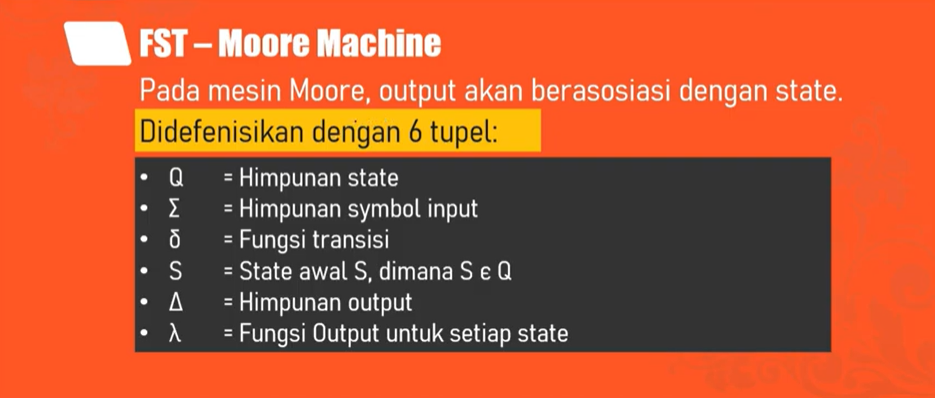 FST – Moore Machine
Pada mesin Moore, output akan berasosiasi dengan state.
Didefenisikan dengan 6 tupel:
• Q = Himpunan state
• Σ = Himpunan symbol input
• δ = Fungsi transisi
• S = State awal S, dimana S є Q
• Δ = Himpunan output
• λ = Fungsi Output untuk setiap state